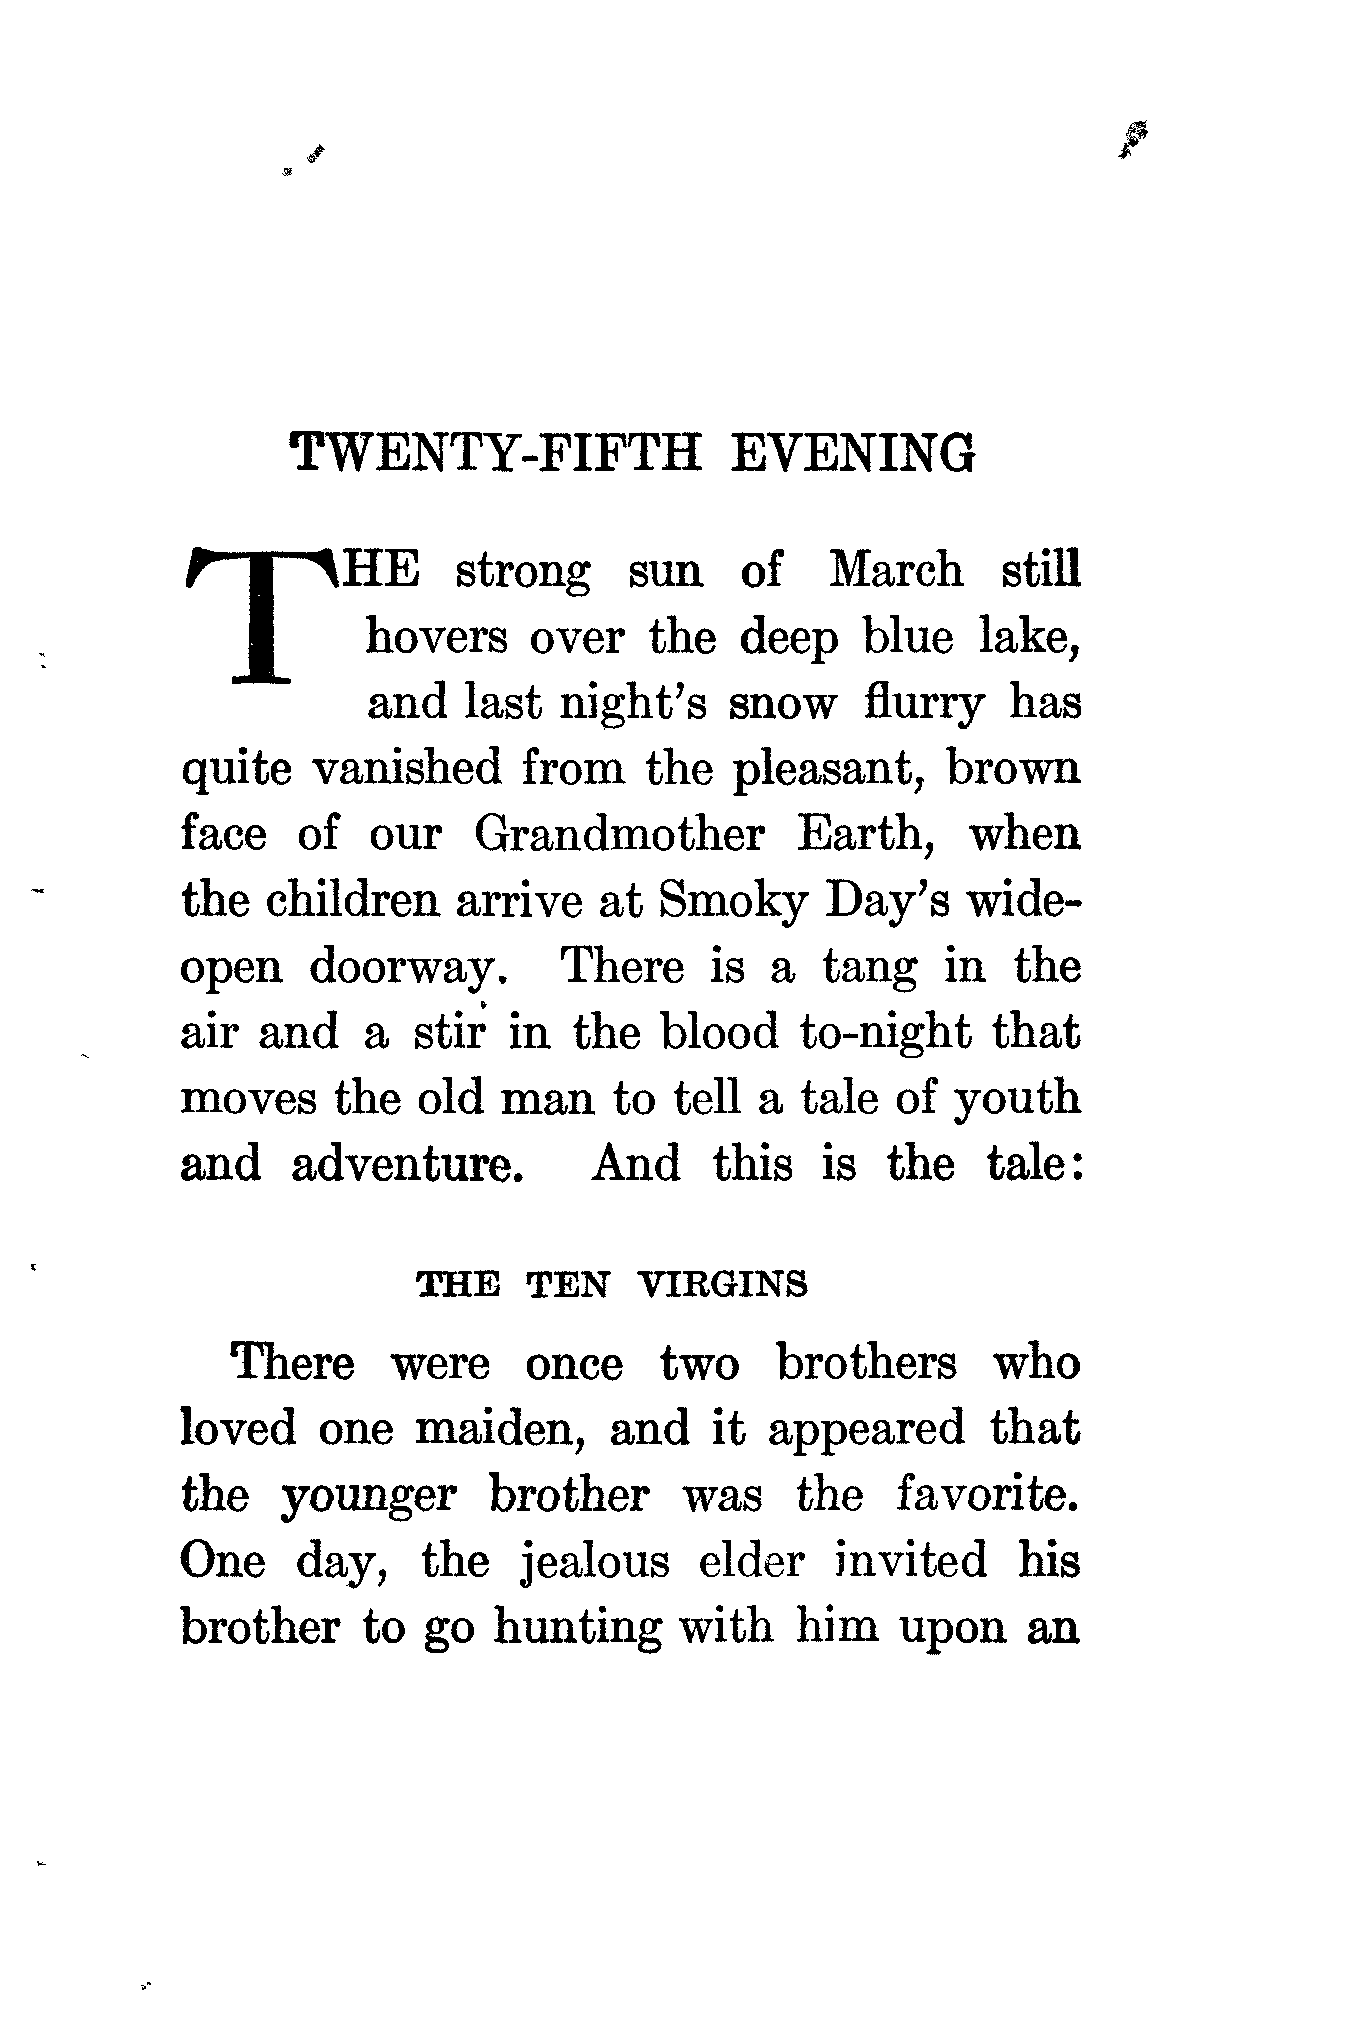 TWENTY-FIFTH EVENING
THE strong sun of March still
hovers over the deep blue lake,
and last night's snow flurry has
quite vanished from the pleasant, brown
face of our Grandmother Earth, when
the children arrive at Smoky Day's wide-
open doorway. There is a tang in the
air and a stir in the blood to-night that
moves the old man to tell a tale of youth
and adventure. And this is the tale:
THE TEN VIRGINS
There were once two brothers who
loved one maiden, and it appeared that
the younger brother was the favorite.
One day, the jealous elder invited his
brother to go hunting with him upon an